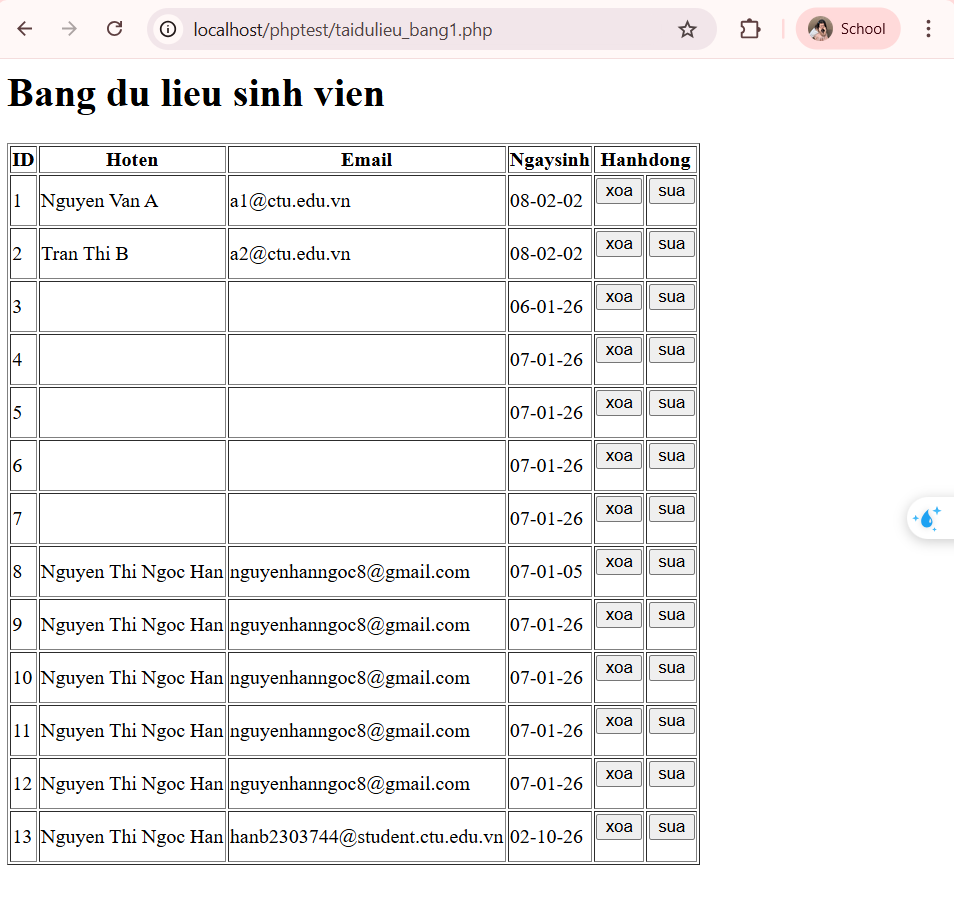 localhost/phptest/taidulieu_bang1.php School
Bang du lieu sinh vien
ID Hoten Email Ngaysinh Hanhdong
1 Nguyen Van A a1@ctu.edu.vn 08-02-02 xoa sua
2 Tran Thi B a2@ctu.edu.vn 08-02-02 xoa sua
3 06-01-26 xoa sua
4 07-01-26 xoa sua
5 07-01-26 xoa sua
6 07-01-26 xoa sua
7 07-01-26 xoa sua
8 Nguyen Thi Ngoc Han nguyenhanngoc8@gmail.com 07-01-05 xoa sua
9 Nguyen Thi Ngoc Han nguyenhanngoc8@gmail.com 07-01-26 xoa sua
10 Nguyen Thi Ngoc Han nguyenhanngoc8@gmail.com 07-01-26 xoa sua
11 Nguyen Thi Ngoc Han nguyenhanngoc8@gmail.com 07-01-26 xoa sua
12 Nguyen Thi Ngoc Han nguyenhanngoc8@gmail.com 07-01-26 xoa sua
13 Nguyen Thi Ngoc Han hanb2303744@student.ctu.edu.vn 02-10-26 xoa sua